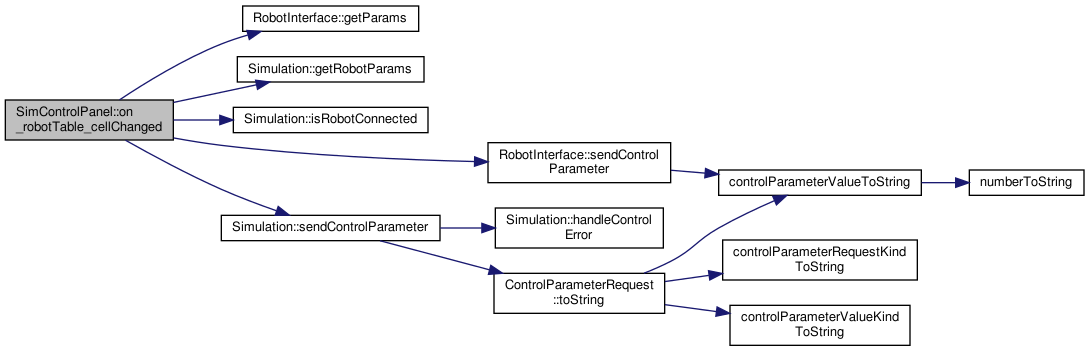 RobotInterface::getParams
Simulation::getRobotParams
SimControlPanel::on
_robotTable_cellChanged
Simulation::isRobotConnected
RobotInterface::sendControl
Parameter
controlParameterValueToString
numberToString
Simulation::sendControlParameter
Simulation::handleControl
Error
controlParameterRequestKind
ToString
ControlParameterRequest
::toString
controlParameterValueKind
ToString